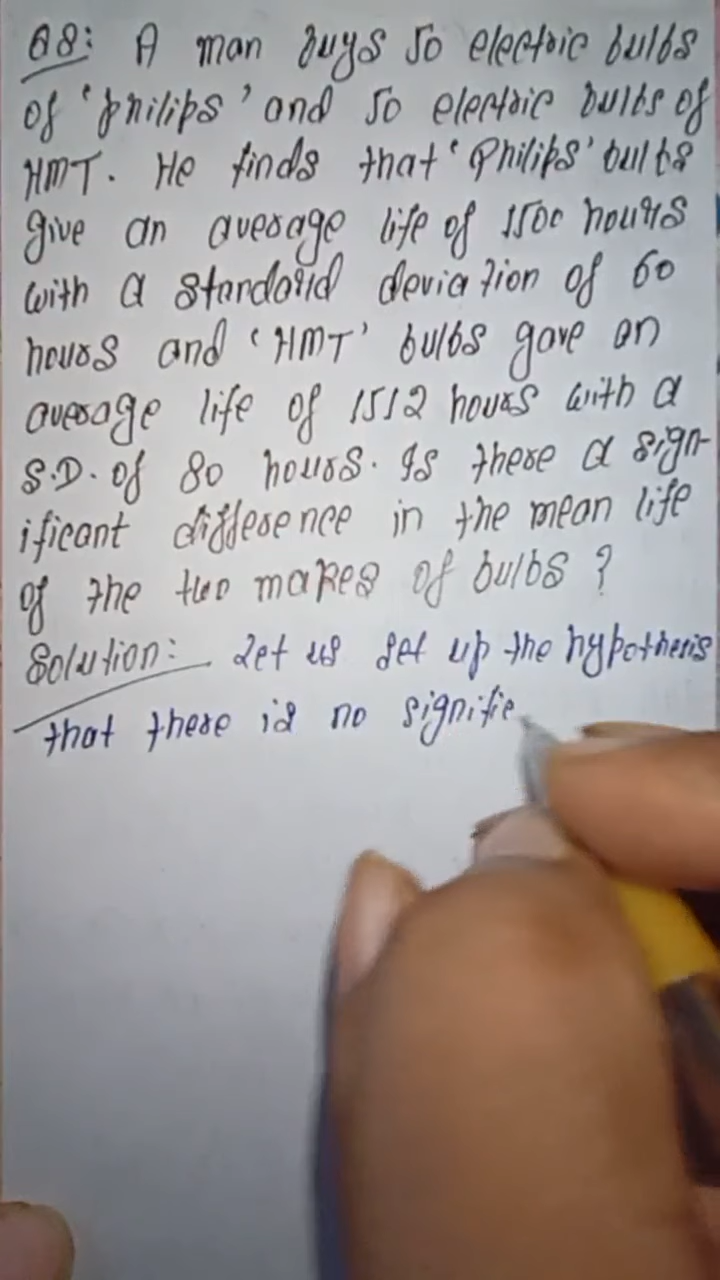 Q8: A man buys 50 electric bulbs
of 'philips' and 50 electric bulbs of
HMT. He finds that 'Philips' bulbs
give an average life of 1500 hours
with a standard deviation of 60
hours and 'HMT' bulbs gave an
average life of 1512 hours with a
S.D. of 80 hours. Is there a sign-
ificant difference in the mean life
of the two makes of bulbs?
Solution: Let us set up the hypothesis
that there is no signific